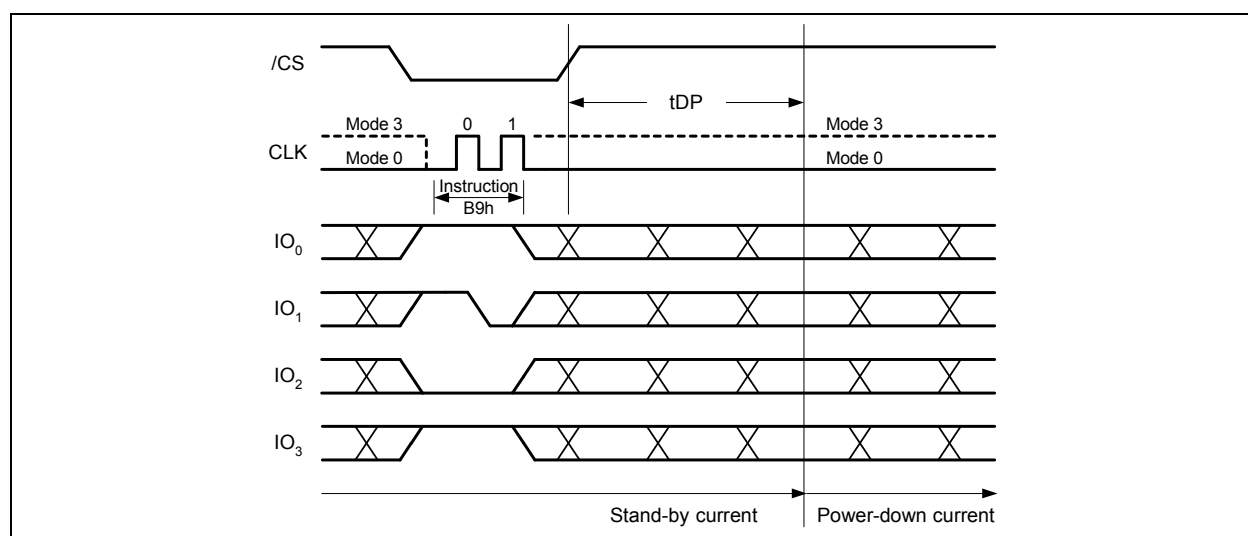 /CS
tDP
Mode 3 0 1 Mode 3
CLK
Mode 0 Mode 0
Instruction
B9h
IO0
IO1
IO2
IO3
Stand-by current Power-down current